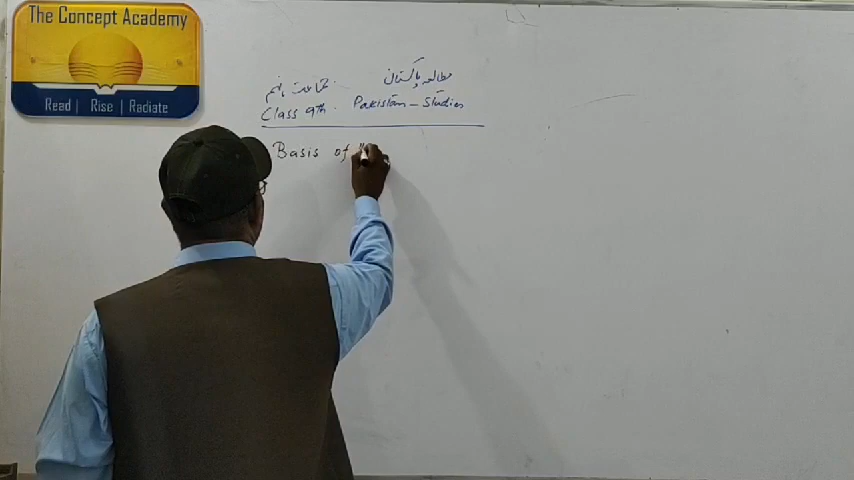 The Concept Academy
Read | Rise | Radiate
مطالعہ پاکستان جماعت نہم
Class 9th. Pakistan - Studies
Basis of